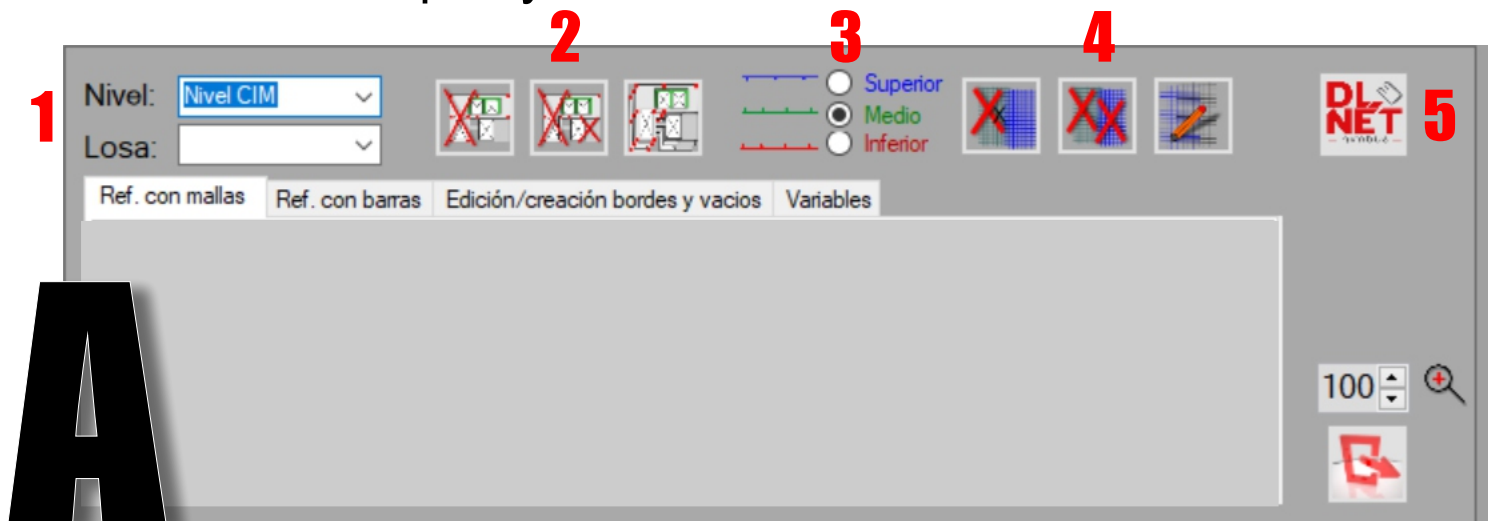 2
3
4
1
Nivel:
Nivel CIM
Superior
Medio
Inferior
DL
NET
5
Losa:
Ref. con mallas
Ref. con barras
Edición/creación bordes y vacios
Variables
A
100